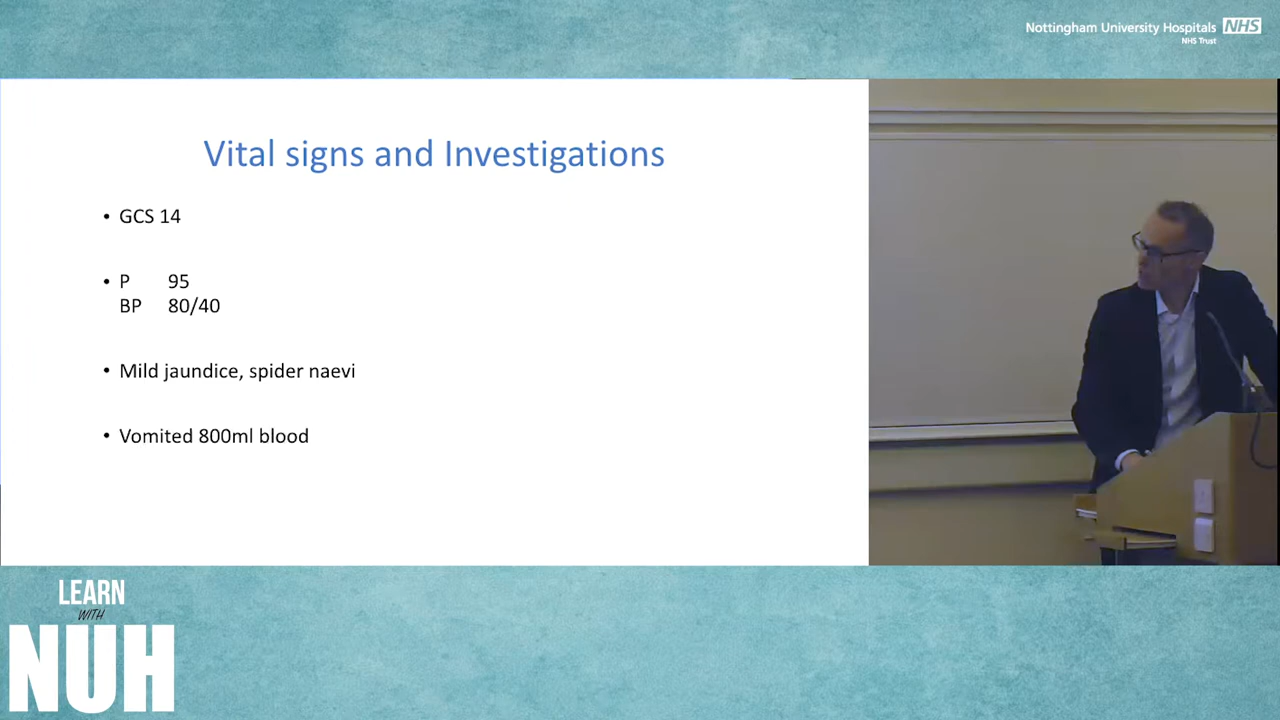 Nottingham University Hospitals NHS
NHS Trust
Vital signs and Investigations
• GCS 14
• P 95
BP 80/40
• Mild jaundice, spider naevi
• Vomited 800ml blood
LEARN
WITH
NUH